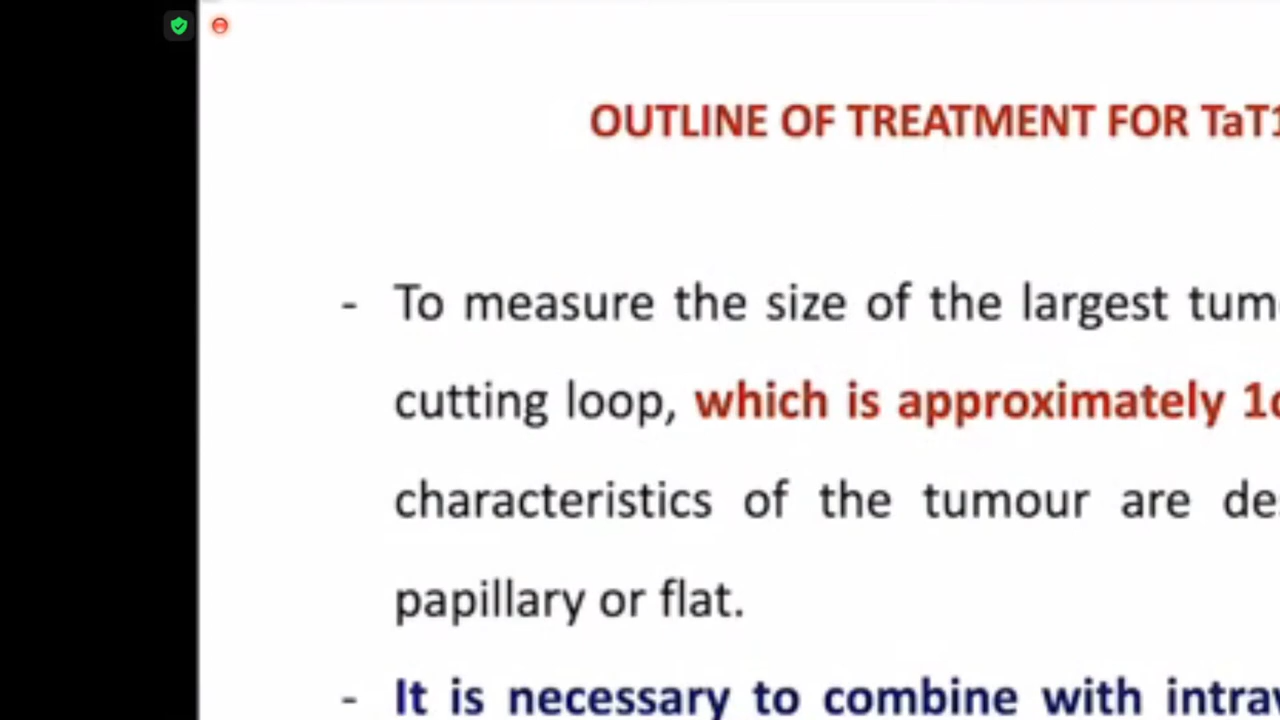 OUTLINE OF TREATMENT FOR TaT1
- To measure the size of the largest tum
cutting loop, which is approximately 1c
characteristics of the tumour are de
papillary or flat.
- It is necessary to combine with intrav